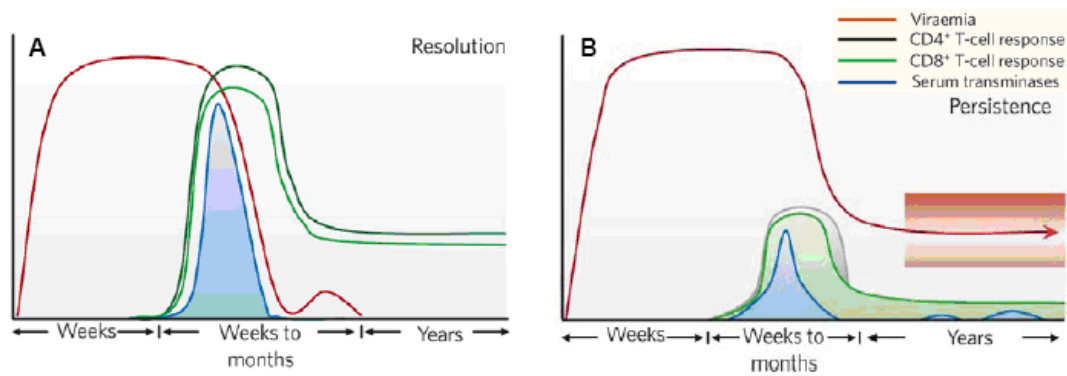 A
Resolution
Weeks
Weeks to
months
Years
B
Viraemia
CD4+ T-cell response
CD8+ T-cell response
Serum transminases
Persistence
Weeks
Weeks to
months
Years